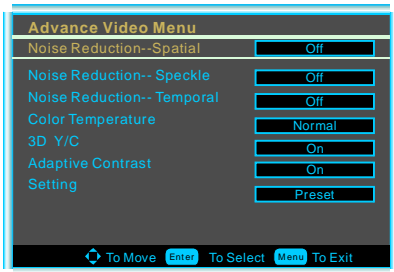 Advance Video Menu
Noise Reduction--Spatial Off
Noise Reduction-- Speckle Off
Noise Reduction-- Temporal Off
Color Temperature Normal
3D Y/C On
Adaptive Contrast On
Setting Preset
To Move Enter To Select Menu To Exit